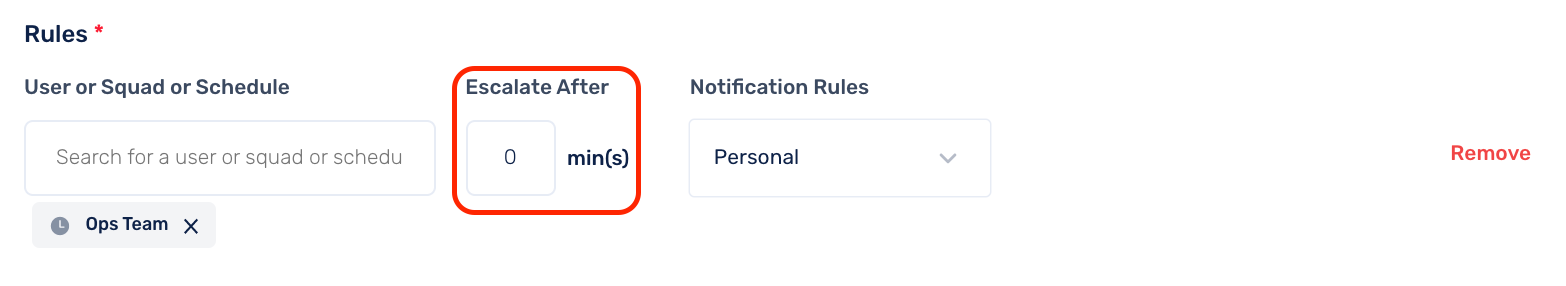 Rules *
User or Squad or Schedule
Escalate After
Notification Rules
Search for a user or squad or schedu
0
min(s)
Personal
Remove
Ops Team